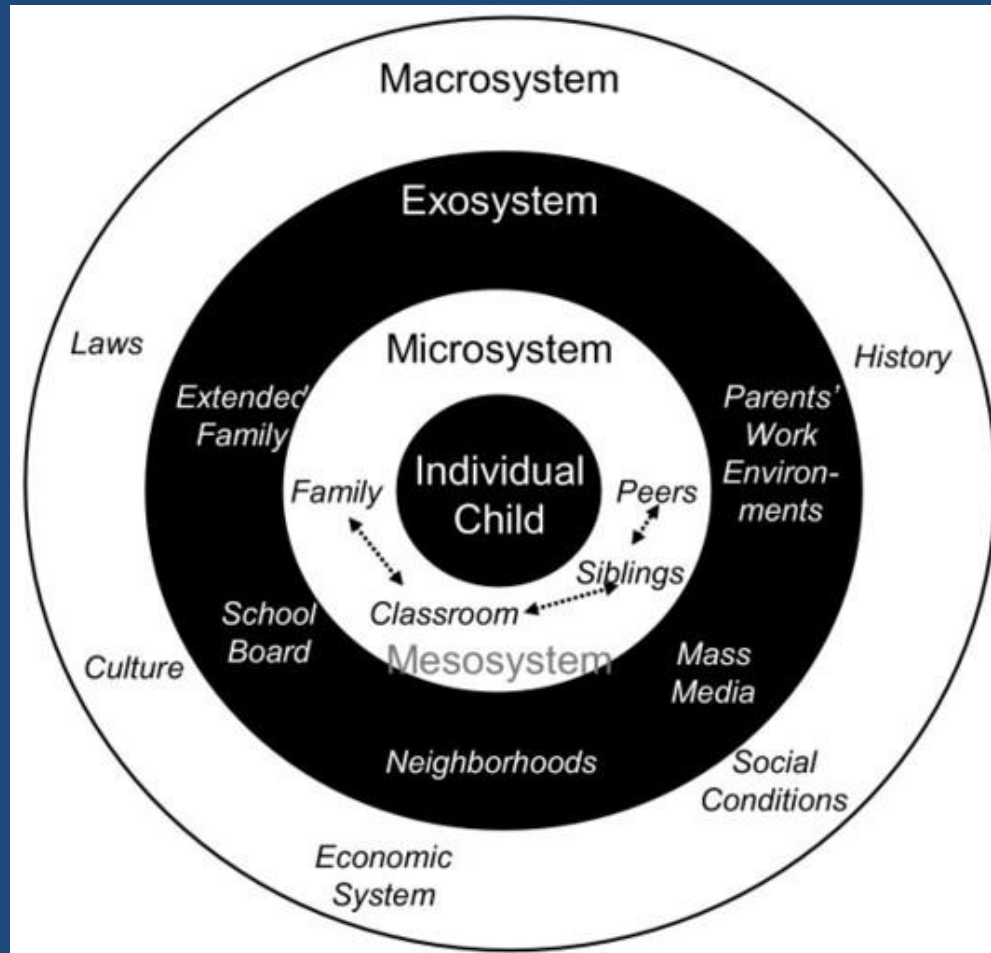 Macrosystem
Exosystem
Microsystem
Laws
History
Extended
Family
Parents'
Work
Environ-
ments
Individual
Child
Family
Peers
Siblings
Classroom
School
Board
Mesosystem
Culture
Mass
Media
Neighborhoods
Social
Conditions
Economic
System